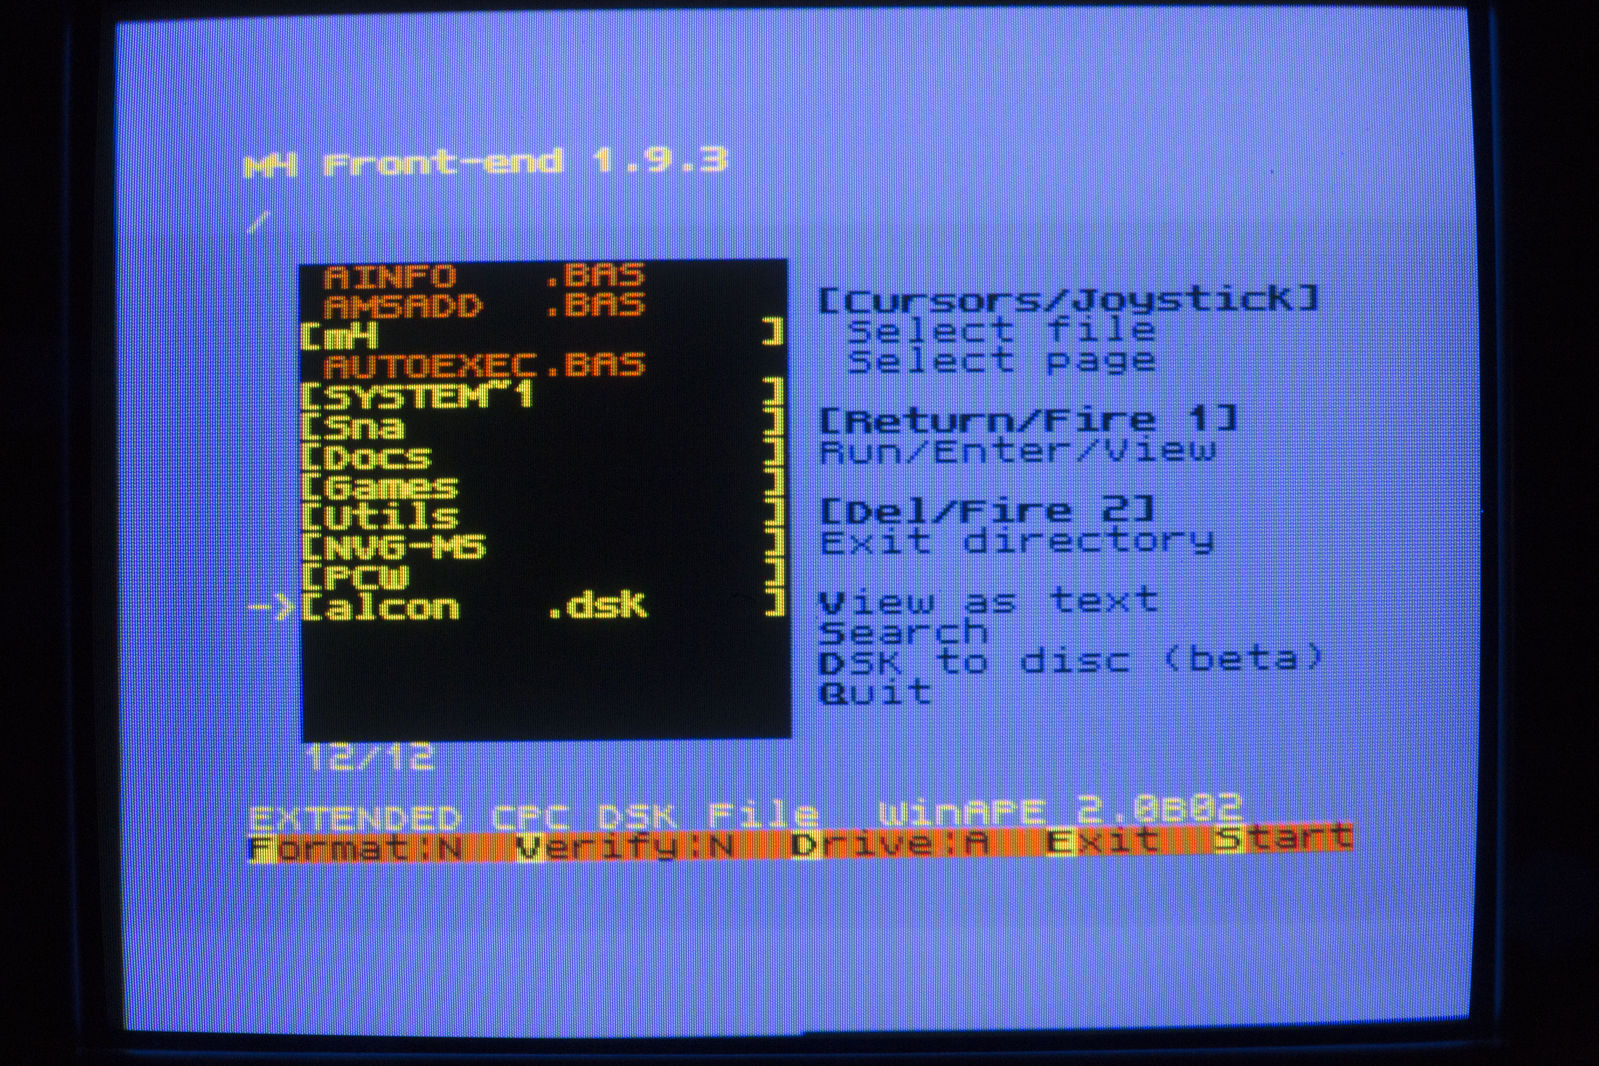 M4 Front-end 1.9.3
/
AINFO .BAS
AMSADD .BAS
[m4 ]
AUTOEXEC.BAS
[SYSTEM~1 ]
[Sna ]
[Docs ]
[Games ]
[Utils ]
[NVG-MS ]
[PCW ]
->[alcon .dsk ]
12/12
[Cursors/Joystick]
Select file
Select page
[Return/Fire 1]
Run/Enter/View
[Del/Fire 2]
Exit directory
View as text
Search
DSK to disc (beta)
Quit
EXTENDED CPC DSK File WinAPE 2.0B02
Format:N Verify:N Drive:A Exit Start